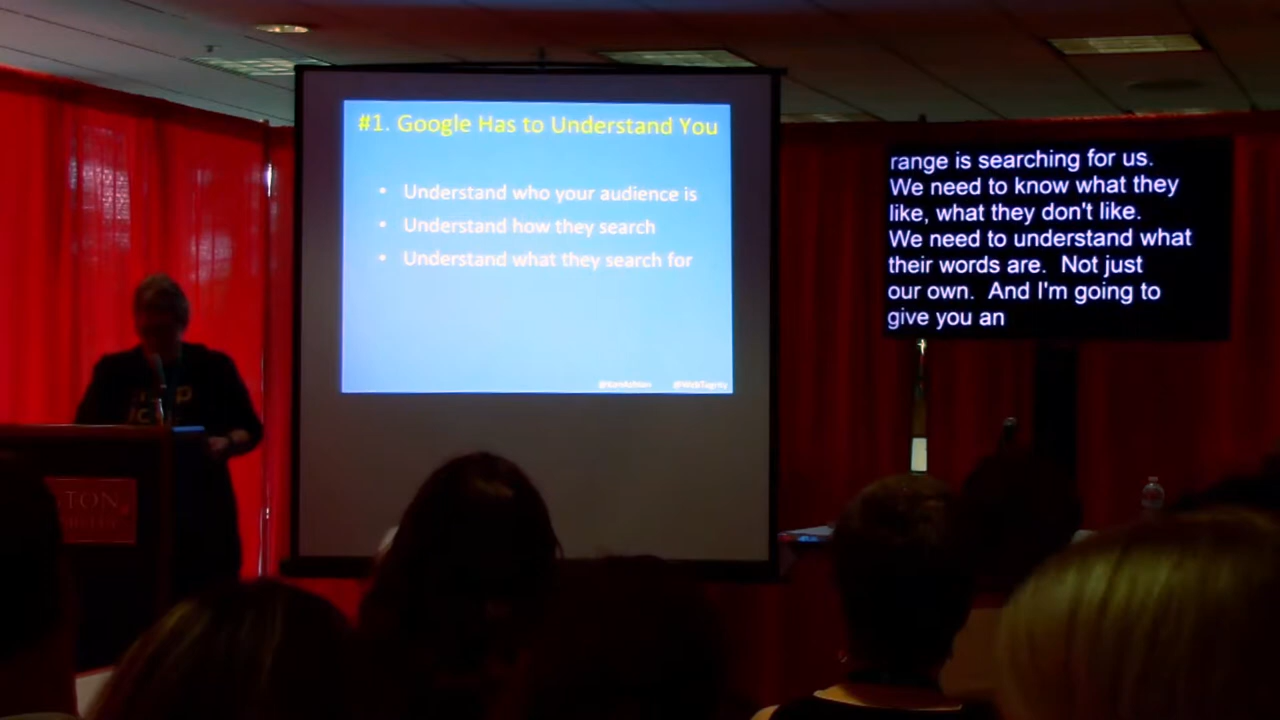 #1. Google Has to Understand You
• Understand who your audience is
• Understand how they search
• Understand what they search for
range is searching for us.
We need to know what they
like, what they don't like.
We need to understand what
their words are.  Not just
our own.  And I'm going to
give you an